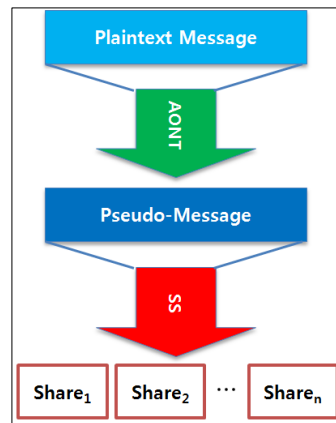 Plaintext Message
AONT
Pseudo-Message
SS
Share₁ Share₂ ··· Shareₙ